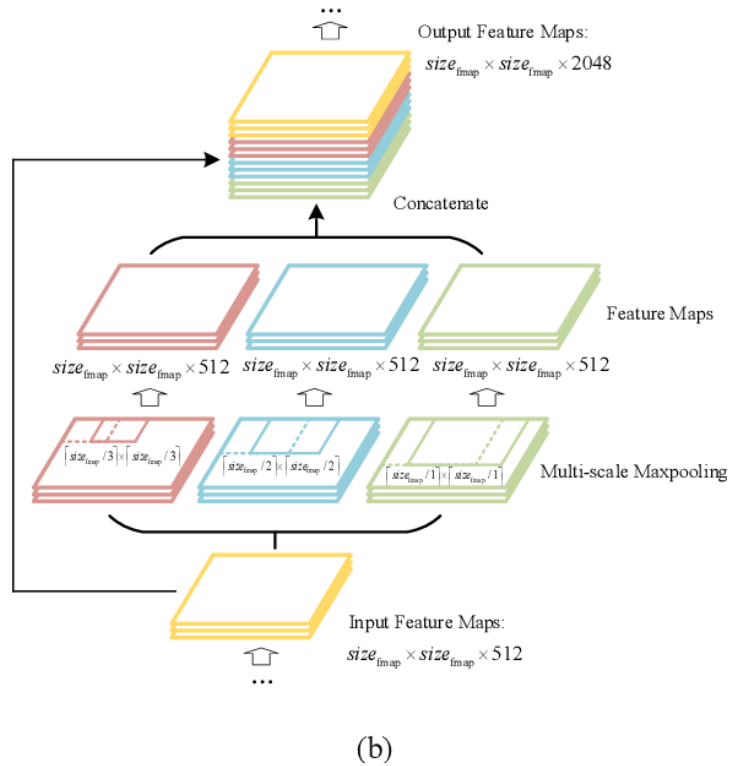 ...
Output Feature Maps:
size_fmap × size_fmap × 2048
Concatenate
Feature Maps
size_fmap × size_fmap × 512
size_fmap × size_fmap × 512
size_fmap × size_fmap × 512
⌈size_fmap / 3⌉×⌈size_fmap / 3⌉
⌈size_fmap / 2⌉×⌈size_fmap / 2⌉
⌈size_fmap / 1⌉×⌈size_fmap / 1⌉
Multi-scale Maxpooling
Input Feature Maps:
size_fmap × size_fmap × 512
...
(b)